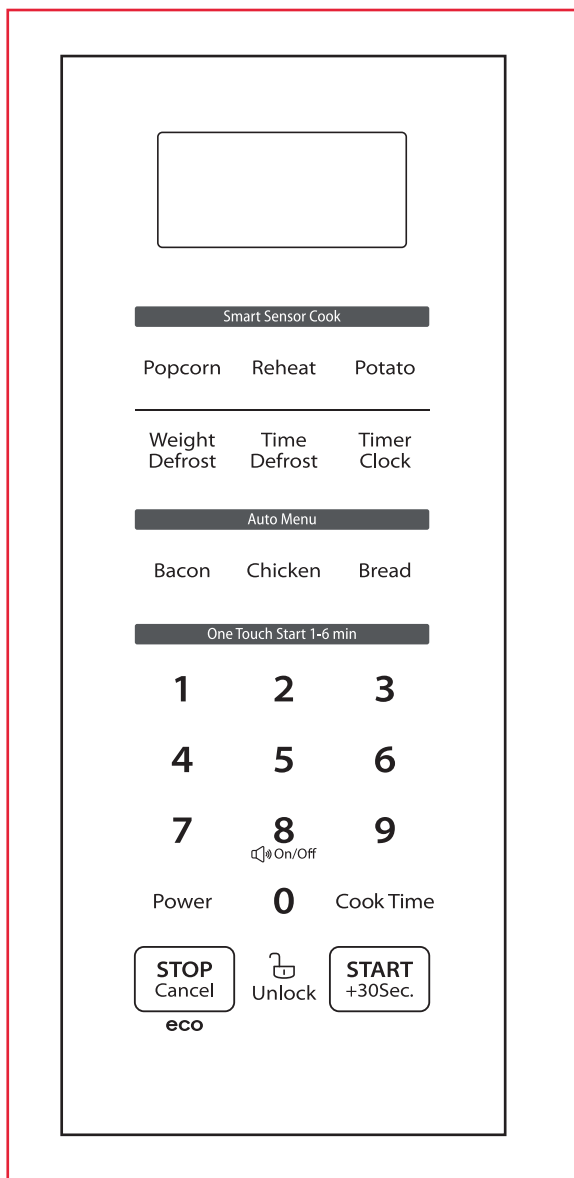 Smart Sensor Cook
Popcorn Reheat Potato
Weight Time Timer
Defrost Defrost Clock
Auto Menu
Bacon Chicken Bread
One Touch Start 1-6 min
1 2 3
4 5 6
7 8 9
On/Off
Power 0 Cook Time
STOP START
Cancel Unlock +30Sec.
eco